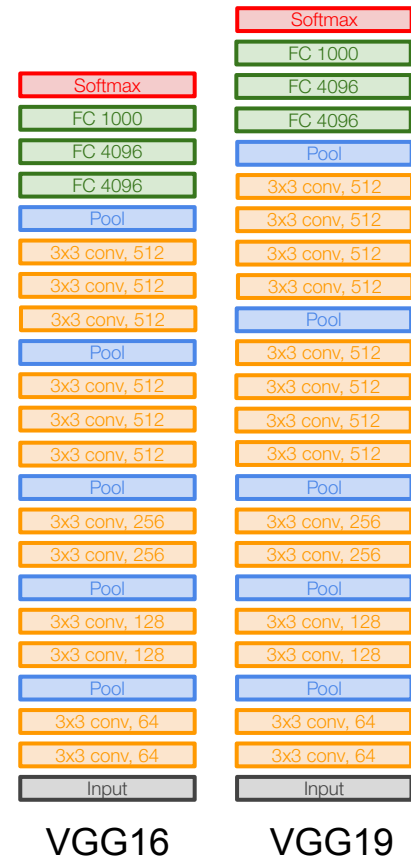 Softmax
FC 1000
FC 4096
FC 4096
Pool
3x3 conv, 512
3x3 conv, 512
3x3 conv, 512
Pool
3x3 conv, 512
3x3 conv, 512
3x3 conv, 512
Pool
3x3 conv, 256
3x3 conv, 256
Pool
3x3 conv, 128
3x3 conv, 128
Pool
3x3 conv, 64
3x3 conv, 64
Input
VGG16
Softmax
FC 1000
FC 4096
FC 4096
Pool
3x3 conv, 512
3x3 conv, 512
3x3 conv, 512
3x3 conv, 512
Pool
3x3 conv, 512
3x3 conv, 512
3x3 conv, 512
3x3 conv, 512
Pool
3x3 conv, 256
3x3 conv, 256
Pool
3x3 conv, 128
3x3 conv, 128
Pool
3x3 conv, 64
3x3 conv, 64
Input
VGG19